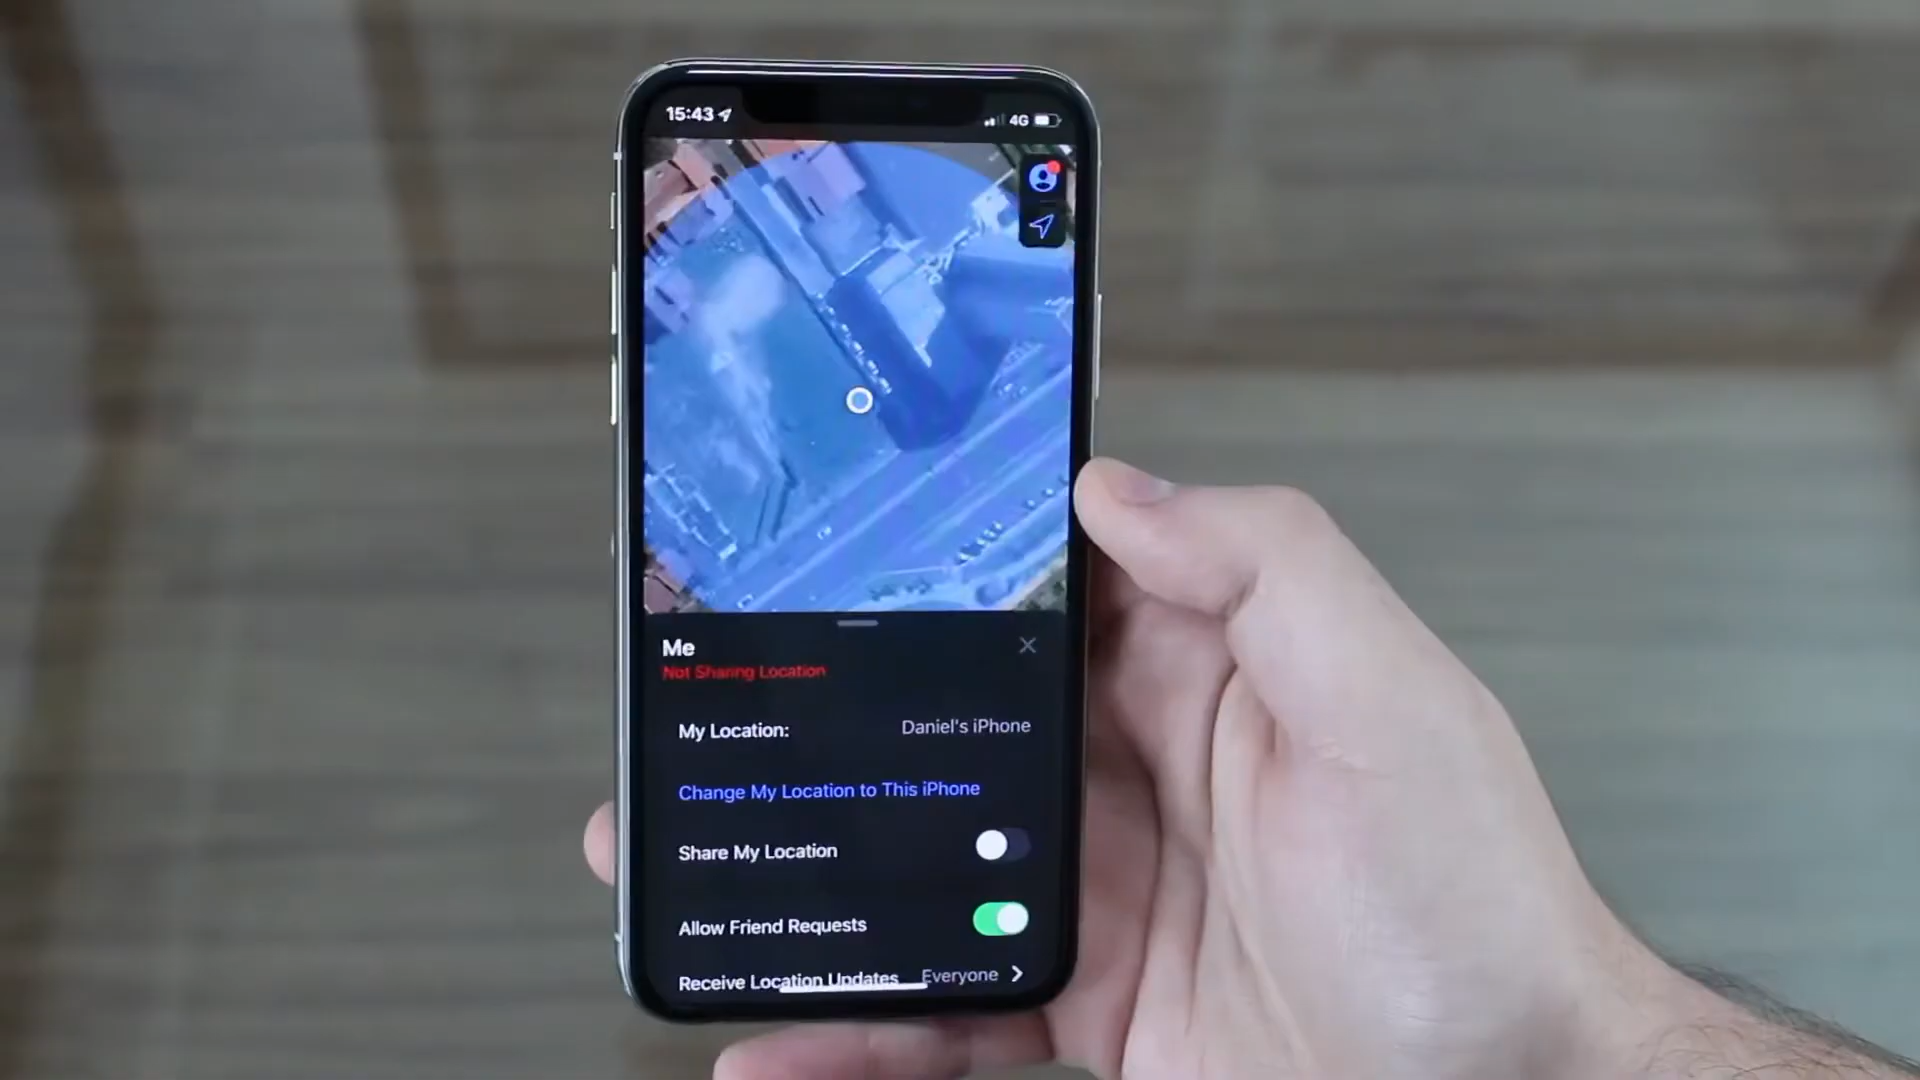 15:43
4G
Me
Not Sharing Location
My Location: Daniel's iPhone
Change My Location to This iPhone
Share My Location
Allow Friend Requests
Receive Location Updates Everyone